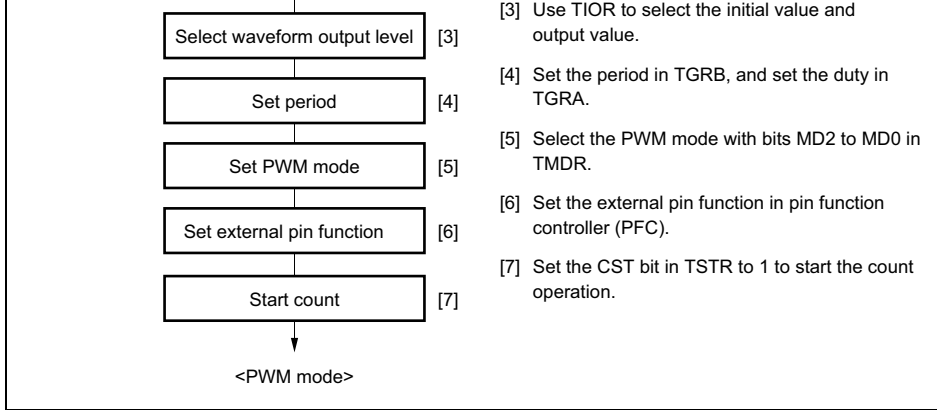 Select waveform output level [3]
Set period [4]
Set PWM mode [5]
Set external pin function [6]
Start count [7]
<PWM mode>
[3] Use TIOR to select the initial value and
output value.
[4] Set the period in TGRB, and set the duty in
TGRA.
[5] Select the PWM mode with bits MD2 to MD0 in
TMDR.
[6] Set the external pin function in pin function
controller (PFC).
[7] Set the CST bit in TSTR to 1 to start the count
operation.